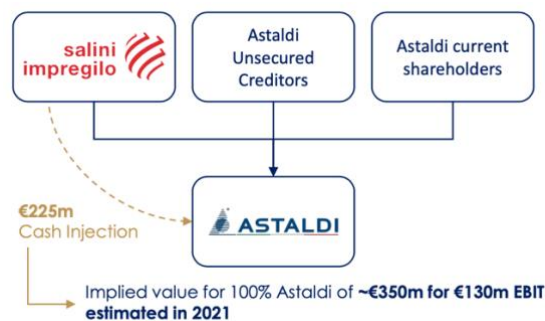 salini
impregilo
Astaldi
Unsecured
Creditors
Astaldi current
shareholders
ASTALDI
€225m
Cash Injection
Implied value for 100% Astaldi of ~€350m for €130m EBIT
estimated in 2021